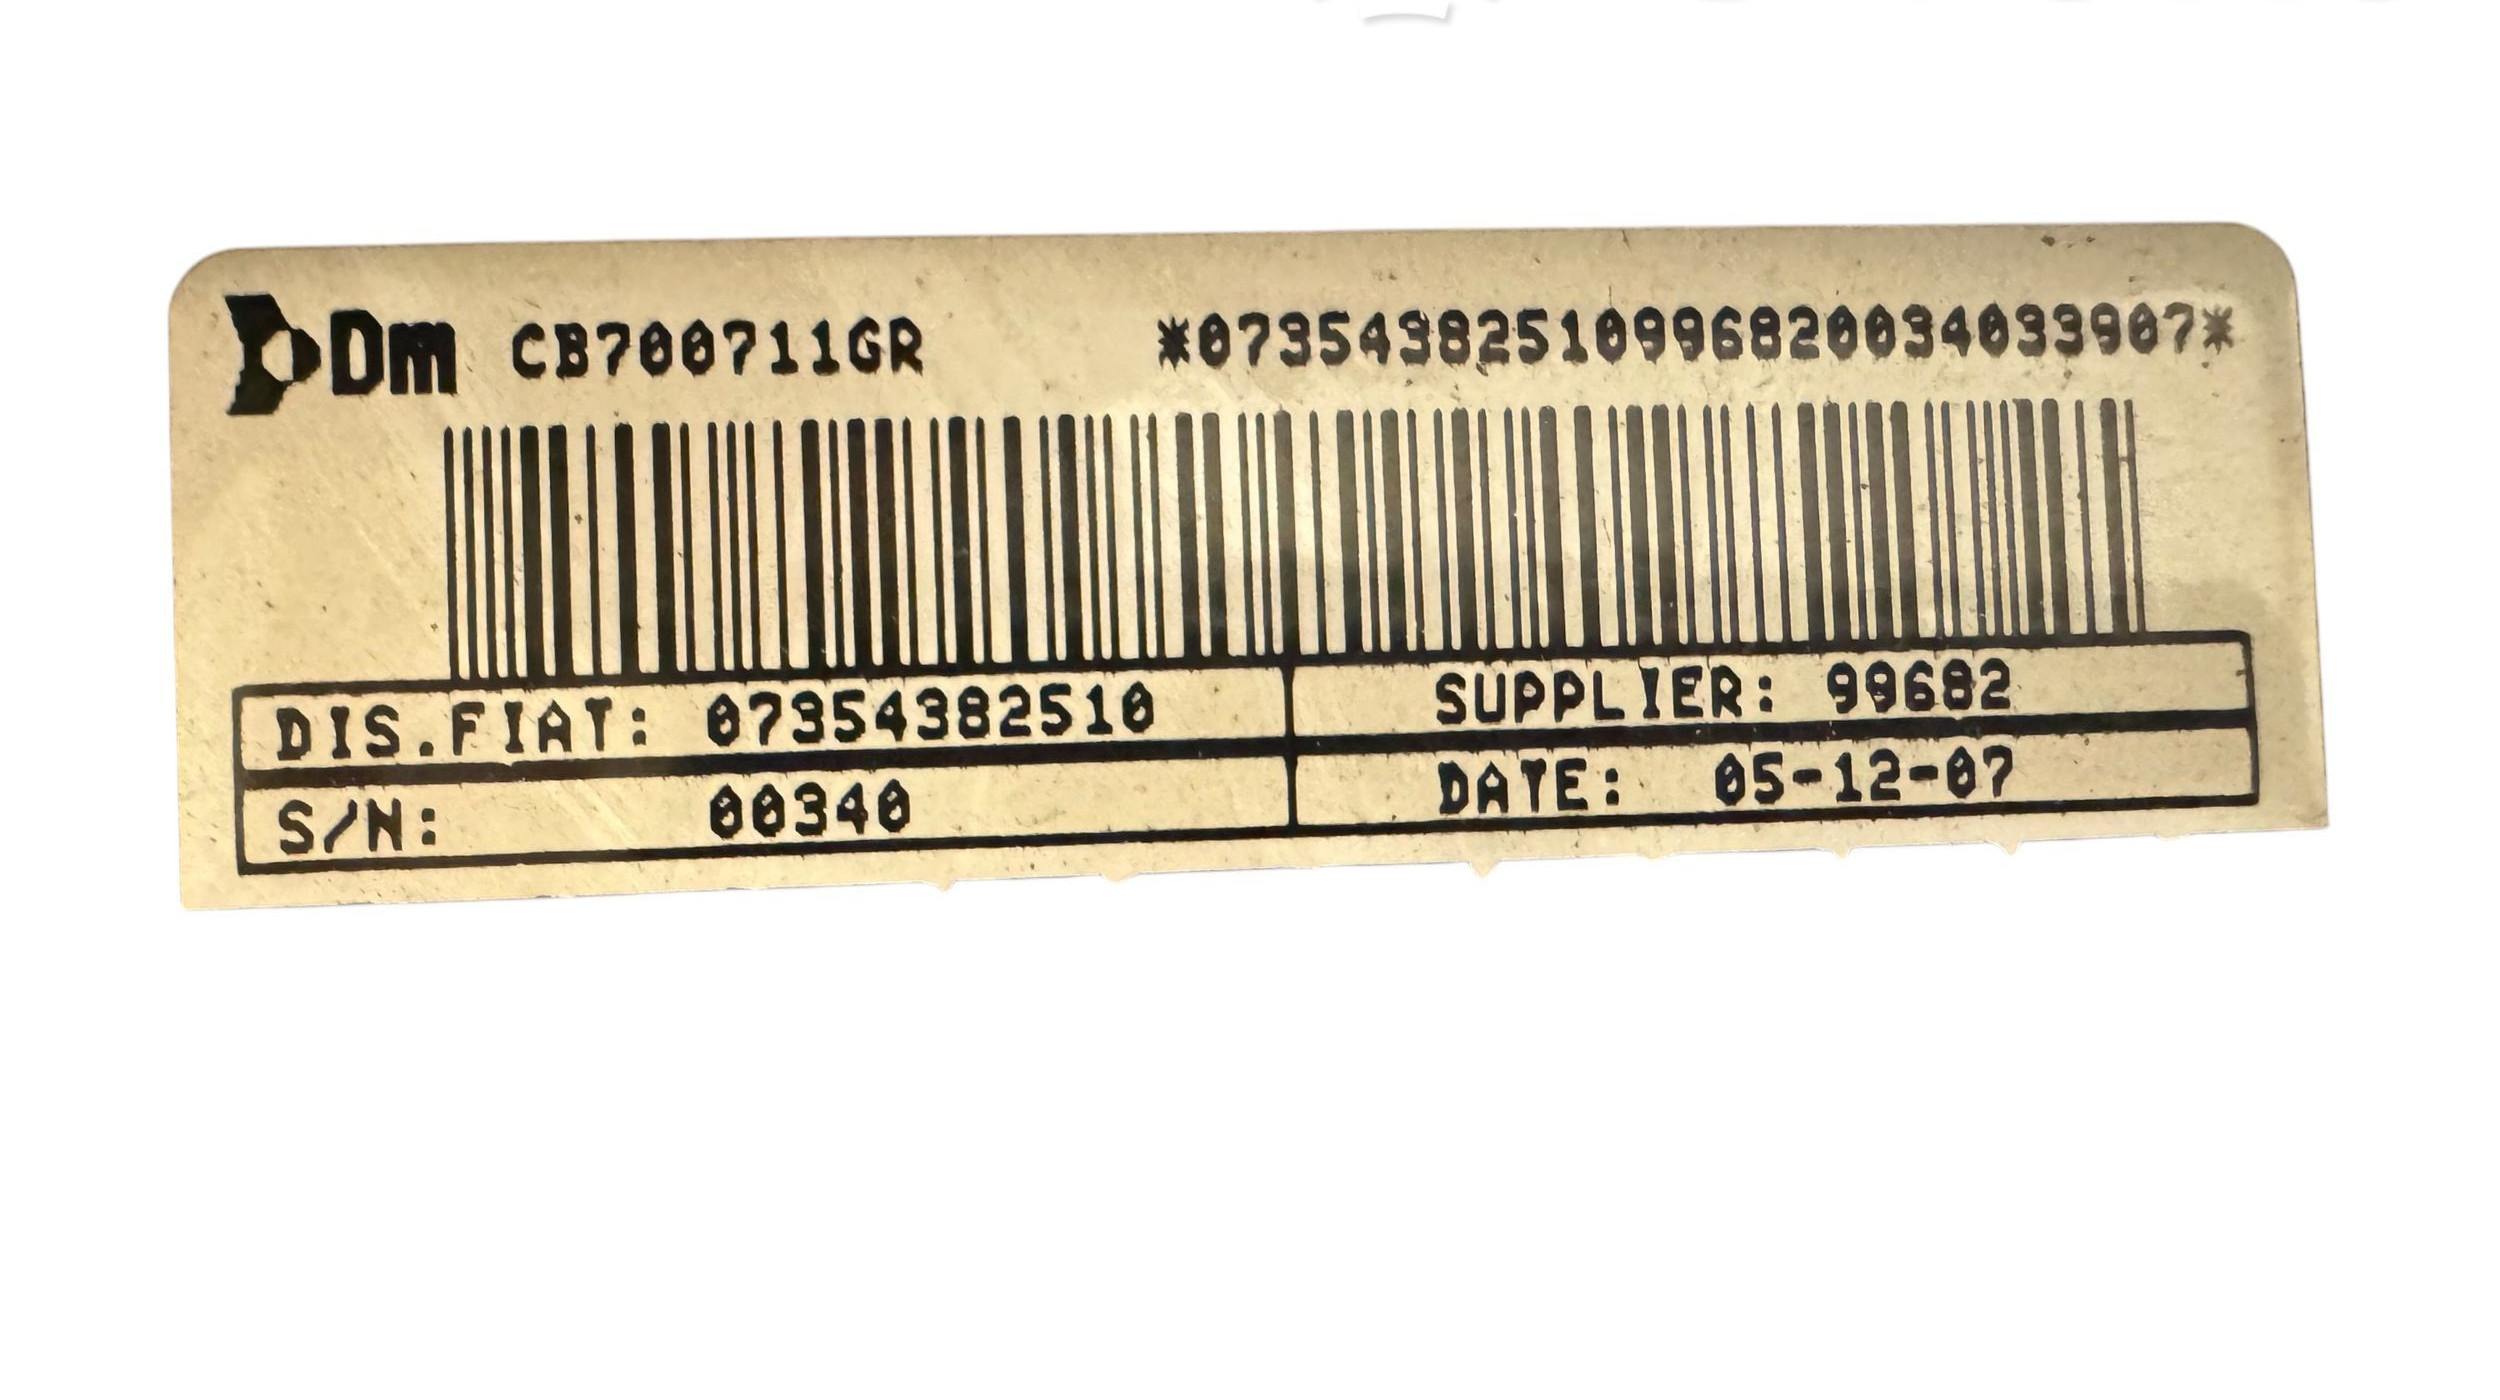 Dm CB700711GR *07354382510996820034033907*
DIS.FIAT: 07354382510 SUPPLIER: 99682
S/N: 00340 DATE: 05-12-07